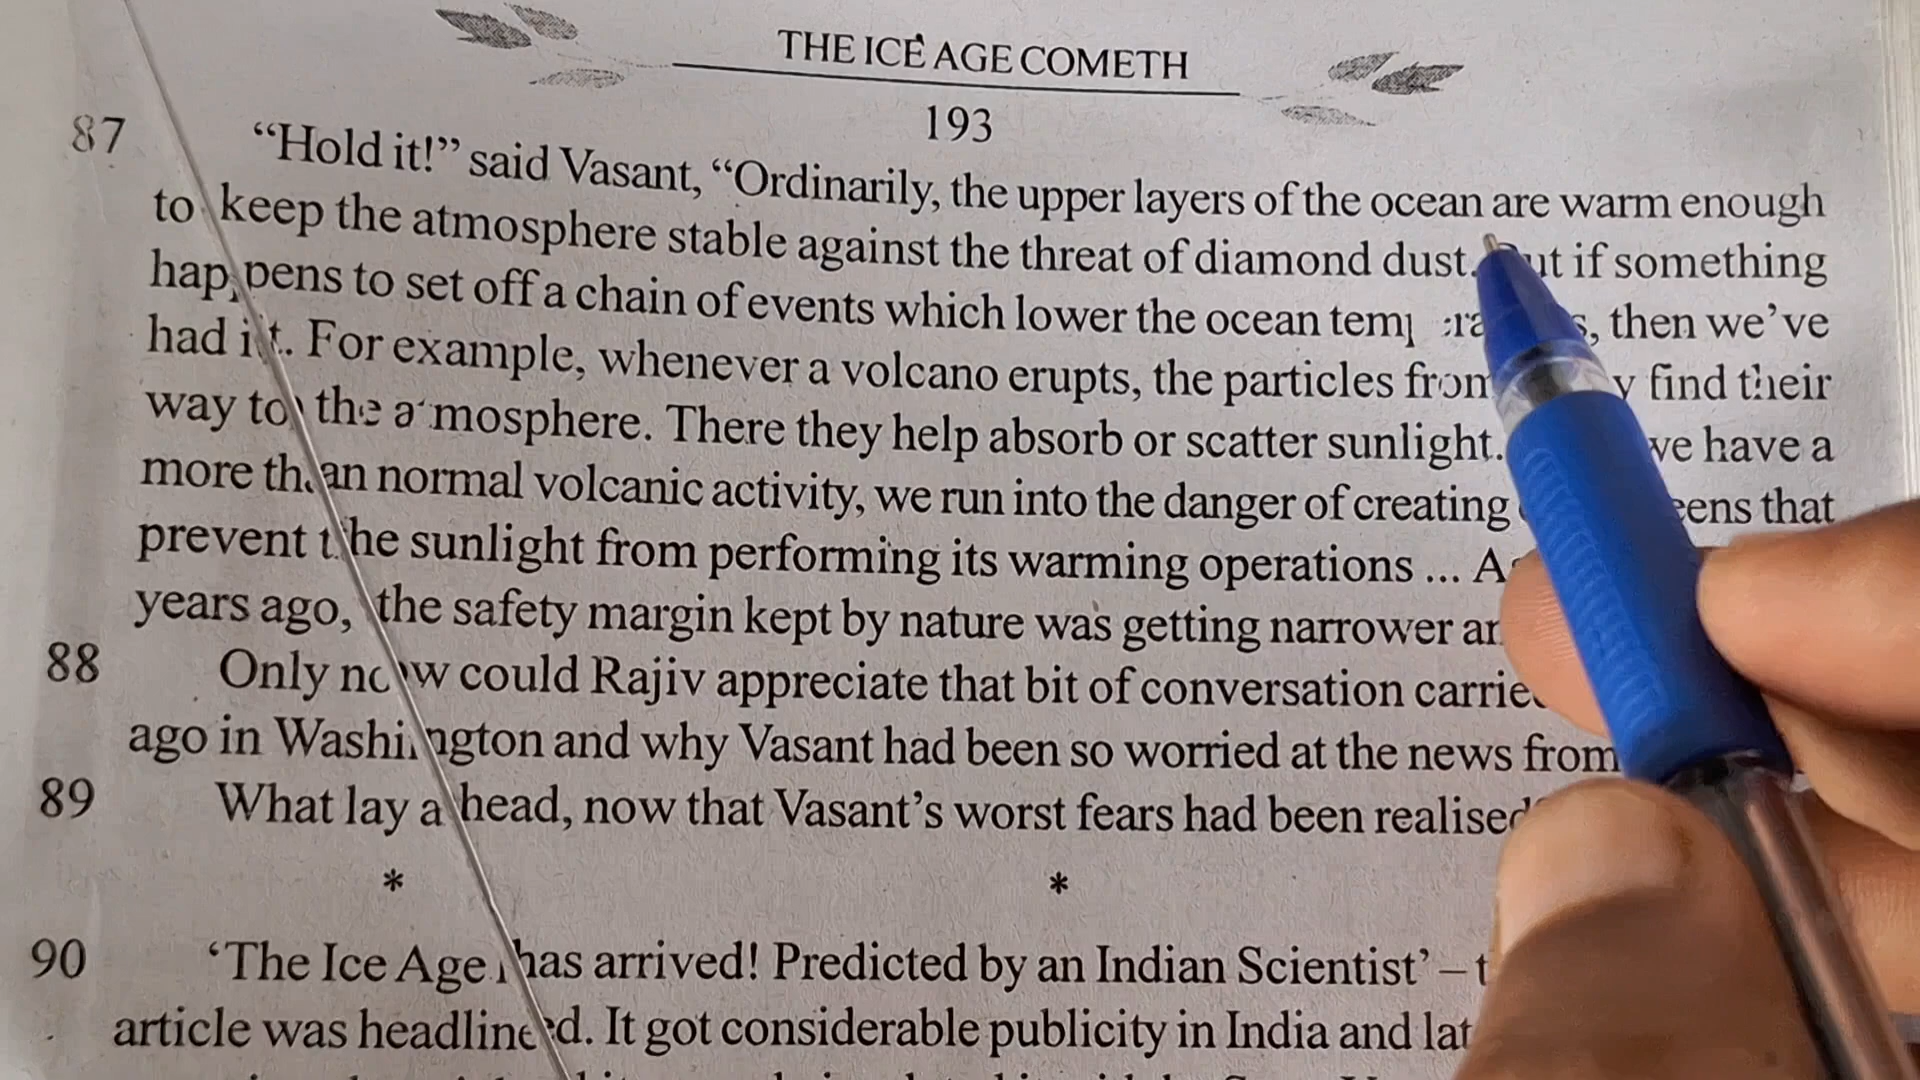 THE ICE AGE COMETH
193
87 “Hold it!” said Vasant, “Ordinarily, the upper layers of the ocean are warm enough
to keep the atmosphere stable against the threat of diamond dust. But if something
happens to set off a chain of events which lower the ocean temperatures, then we’ve
had it. For example, whenever a volcano erupts, the particles from find their
way to the atmosphere. There they help absorb or scatter sunlight. we have a
more than normal volcanic activity, we run into the danger of creating that
prevent the sunlight from performing its warming operations ...
years ago, the safety margin kept by nature was getting narrower
88 Only now could Rajiv appreciate that bit of conversation
ago in Washington and why Vasant had been so worried at the news from
89 What lay ahead, now that Vasant’s worst fears had been realised
* *
90 ‘The Ice Age has arrived! Predicted by an Indian Scientist’ –
article was headlined. It got considerable publicity in India and